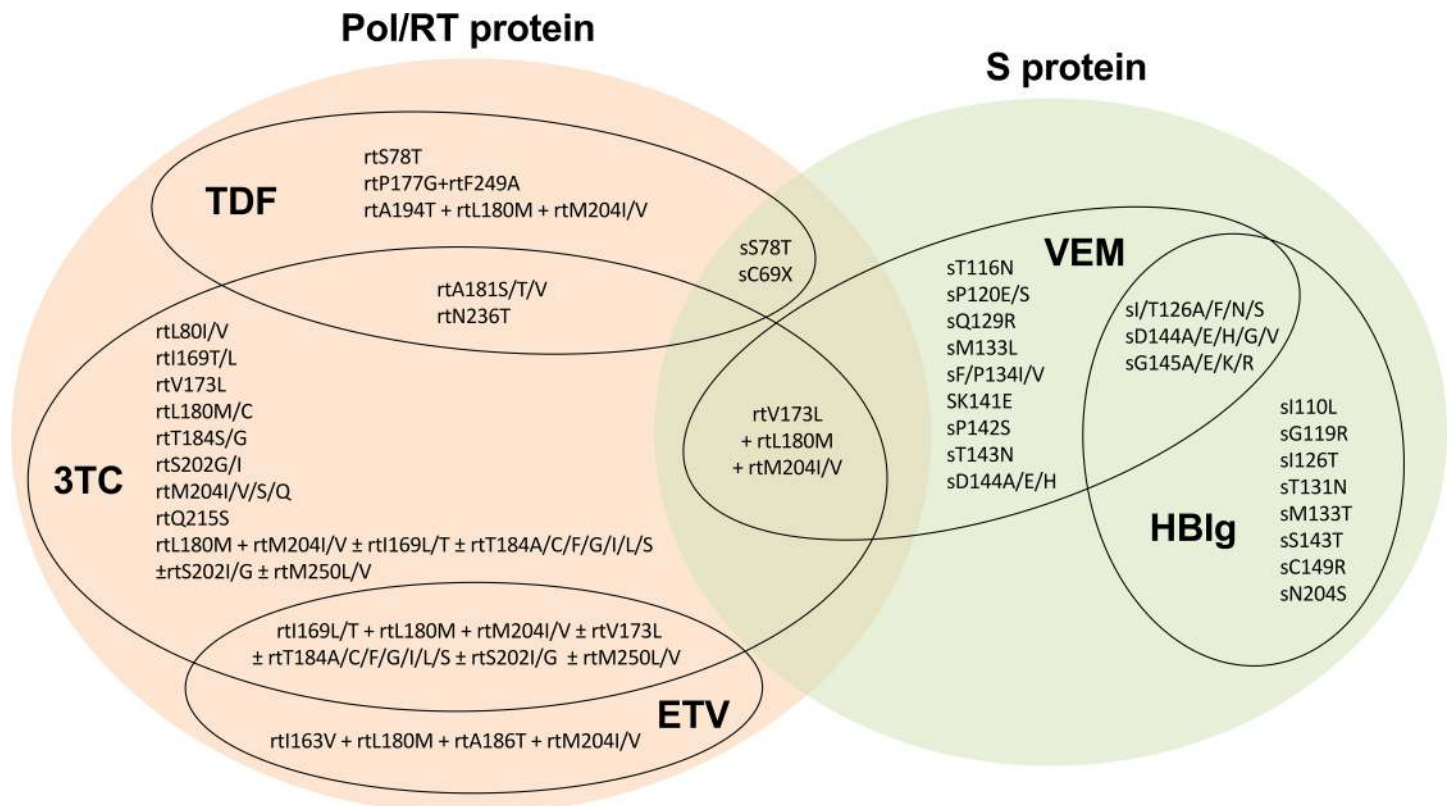 Pol/RT protein
S protein
TDF
rtS78T
rtP177G+rtF249A
rtA194T + rtL180M + rtM204I/V
sS78T
sC69X
rtA181S/T/V
rtN236T
3TC
rtL80I/V
rtI169T/L
rtV173L
rtL180M/C
rtT184S/G
rtS202G/I
rtM204I/V/S/Q
rtQ215S
rtL180M + rtM204I/V ± rtI169L/T ± rtT184A/C/F/G/I/L/S
±rtS202I/G ± rtM250L/V
rtV173L
+ rtL180M
+ rtM204I/V
rtI169L/T + rtL180M + rtM204I/V ± rtV173L
± rtT184A/C/F/G/I/L/S ± rtS202I/G ± rtM250L/V
ETV
rtI163V + rtL180M + rtA186T + rtM204I/V
VEM
sT116N
sP120E/S
sQ129R
sM133L
sF/P134I/V
SK141E
sP142S
sT143N
sD144A/E/H
sI/T126A/F/N/S
sD144A/E/H/G/V
sG145A/E/K/R
HBIg
sI110L
sG119R
sI126T
sT131N
sM133T
sS143T
sC149R
sN204S